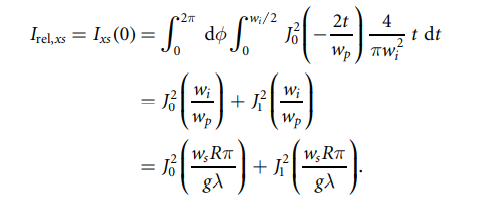 I_{rel,xs} = I_{xs}(0) = \int_0^{2\pi} d\phi \int_0^{w_i/2} J_0^2\left(-\frac{2t}{w_p}\right) \frac{4}{\pi w_i^2} t \, dt
= J_0^2\left(\frac{w_i}{w_p}\right) + J_1^2\left(\frac{w_i}{w_p}\right)
= J_0^2\left(\frac{w_s R\pi}{g\lambda}\right) + J_1^2\left(\frac{w_s R\pi}{g\lambda}\right).